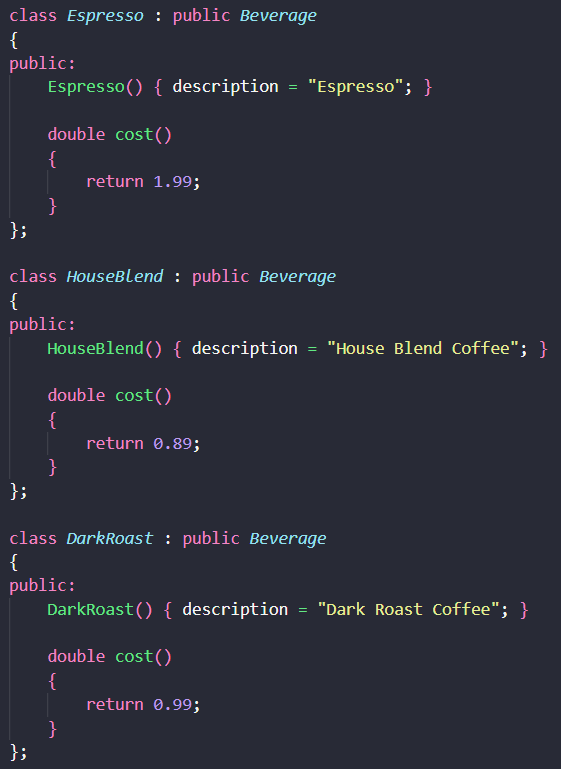 class Espresso : public Beverage
{
public:
    Espresso() { description = "Espresso"; }

    double cost()
    {
        return 1.99;
    }
};

class HouseBlend : public Beverage
{
public:
    HouseBlend() { description = "House Blend Coffee"; }

    double cost()
    {
        return 0.89;
    }
};

class DarkRoast : public Beverage
{
public:
    DarkRoast() { description = "Dark Roast Coffee"; }

    double cost()
    {
        return 0.99;
    }
};